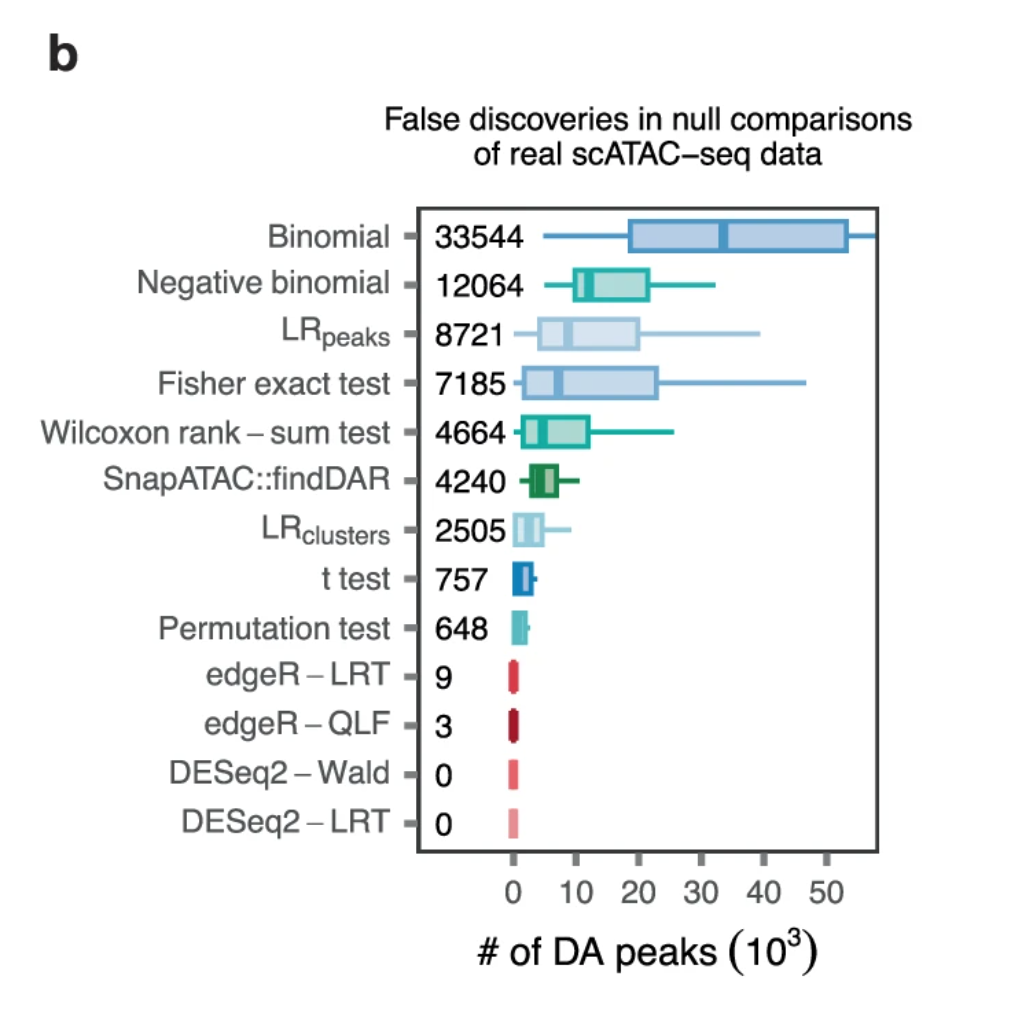 b
False discoveries in null comparisons
of real scATAC–seq data
Binomial 33544
Negative binomial 12064
LRpeaks 8721
Fisher exact test 7185
Wilcoxon rank – sum test 4664
SnapATAC::findDAR 4240
LRclusters 2505
t test 757
Permutation test 648
edgeR – LRT 9
edgeR – QLF 3
DESeq2 – Wald 0
DESeq2 – LRT 0
0 10 20 30 40 50
# of DA peaks (10³)